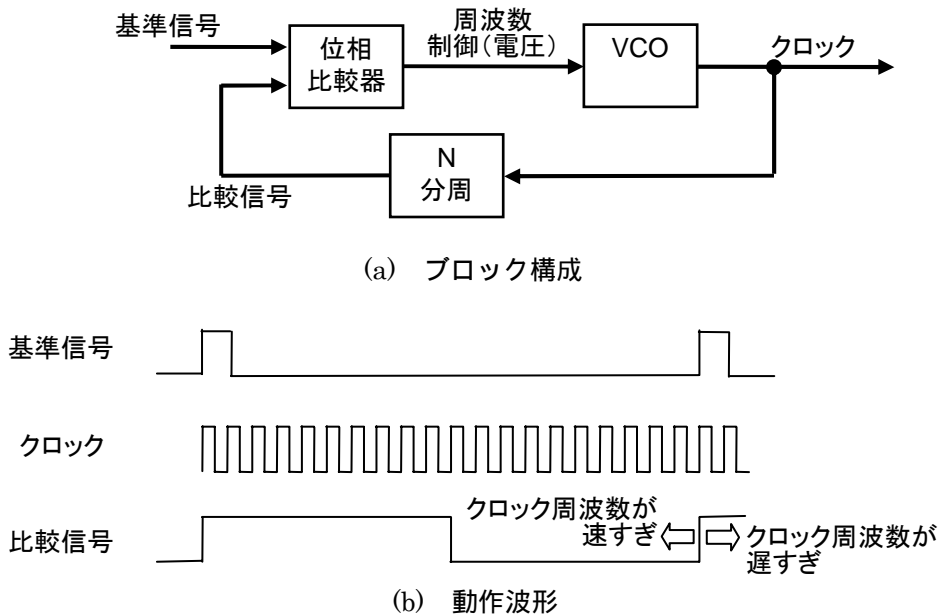 基準信号
位相
比較器
周波数
制御（電圧）
VCO
クロック
N
分周
比較信号
(a) ブロック構成
基準信号
クロック
比較信号
クロック周波数が
速すぎ
クロック周波数が
遅すぎ
(b) 動作波形